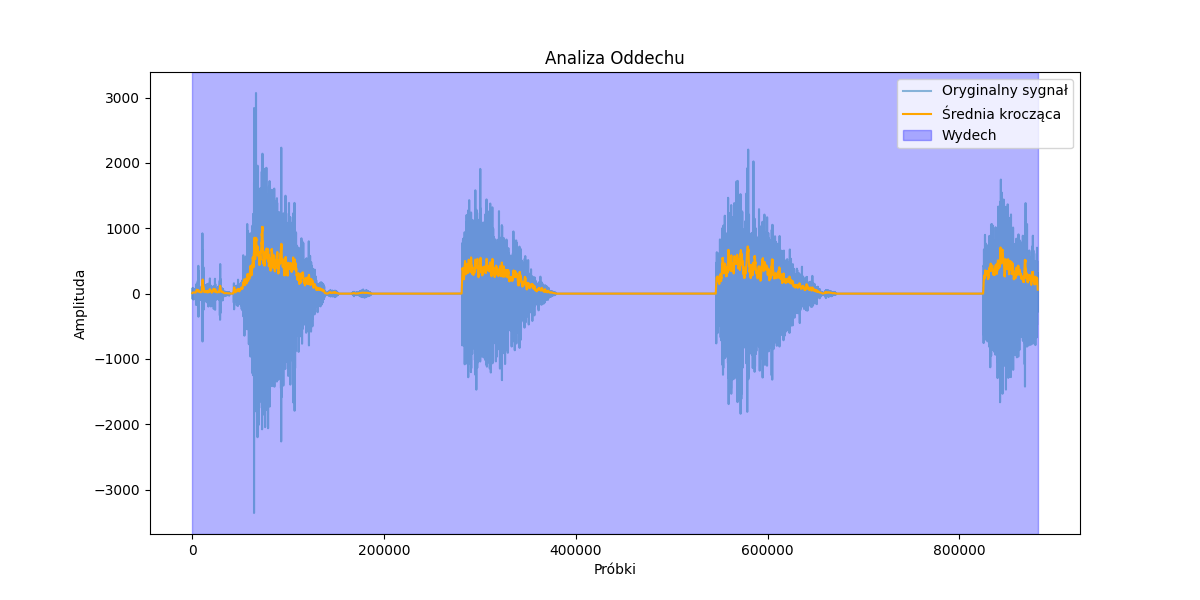 Analiza Oddechu
Oryginalny sygnał
Średnia krocząca
Wydech
Amplituda
3000
2000
1000
0
−1000
−2000
−3000
0
200000
400000
600000
800000
Próbki